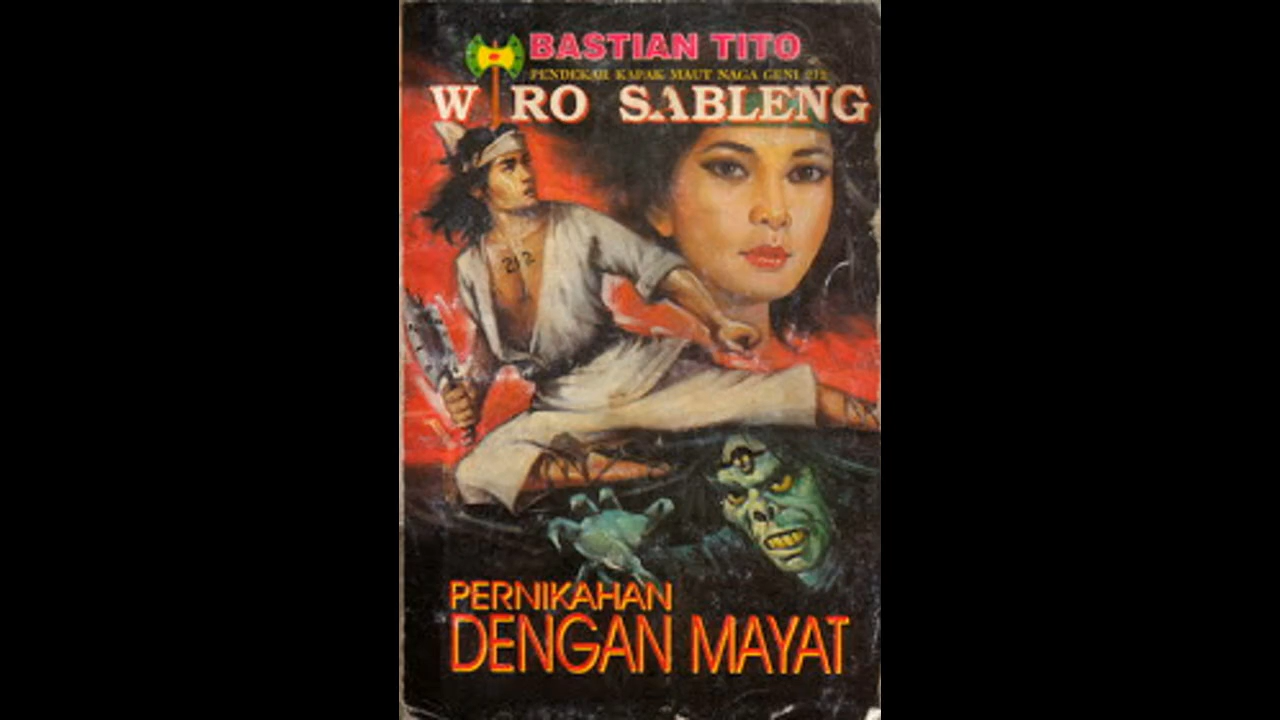 BASTIAN TITO
PENDEKAR KAPAK MAUT NAGA GENI 212
WIRO SABLENG
212
PERNIKAHAN
DENGAN MAYAT